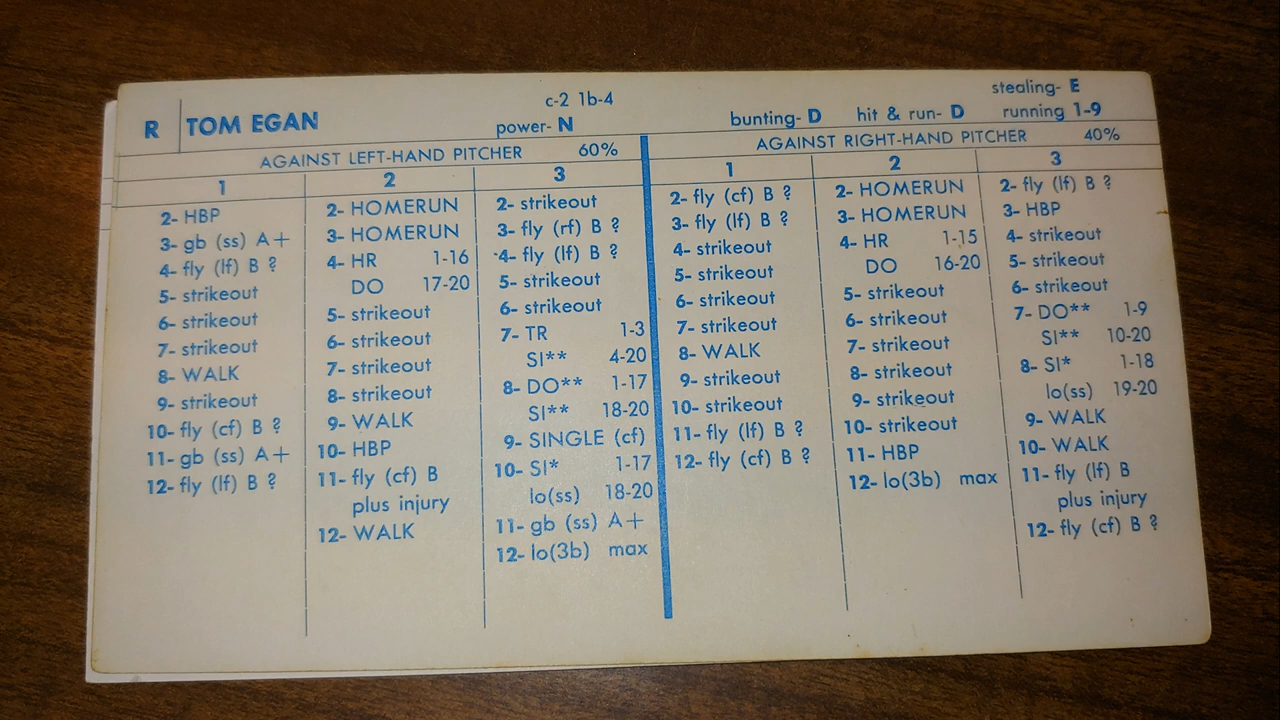 R TOM EGAN
c-2 1b-4
power- N
bunting- D hit & run- D
stealing- E
running 1-9
AGAINST LEFT-HAND PITCHER 60%
1
2- HBP
3- gb (ss) A+
4- fly (lf) B ?
5- strikeout
6- strikeout
7- strikeout
8- WALK
9- strikeout
10- fly (cf) B ?
11- gb (ss) A+
12- fly (lf) B ?
2
2- HOMERUN
3- HOMERUN
4- HR 1-16
DO 17-20
5- strikeout
6- strikeout
7- strikeout
8- strikeout
9- WALK
10- HBP
11- fly (cf) B
plus injury
12- WALK
3
2- strikeout
3- fly (rf) B ?
4- fly (lf) B ?
5- strikeout
6- strikeout
7- TR 1-3
SI** 4-20
8- DO** 1-17
SI** 18-20
9- SINGLE (cf)
10- SI* 1-17
lo(ss) 18-20
11- gb (ss) A+
12- lo(3b) max
AGAINST RIGHT-HAND PITCHER 40%
1
2- fly (cf) B ?
3- fly (lf) B ?
4- strikeout
5- strikeout
6- strikeout
7- strikeout
8- WALK
9- strikeout
10- strikeout
11- fly (lf) B ?
12- fly (cf) B ?
2
2- HOMERUN
3- HOMERUN
4- HR 1-15
DO 16-20
5- strikeout
6- strikeout
7- strikeout
8- strikeout
9- strikeout
10- strikeout
11- HBP
12- lo(3b) max
3
2- fly (lf) B ?
3- HBP
4- strikeout
5- strikeout
6- strikeout
7- DO** 1-9
SI** 10-20
8- SI* 1-18
lo(ss) 19-20
9- WALK
10- WALK
11- fly (lf) B
plus injury
12- fly (cf) B ?